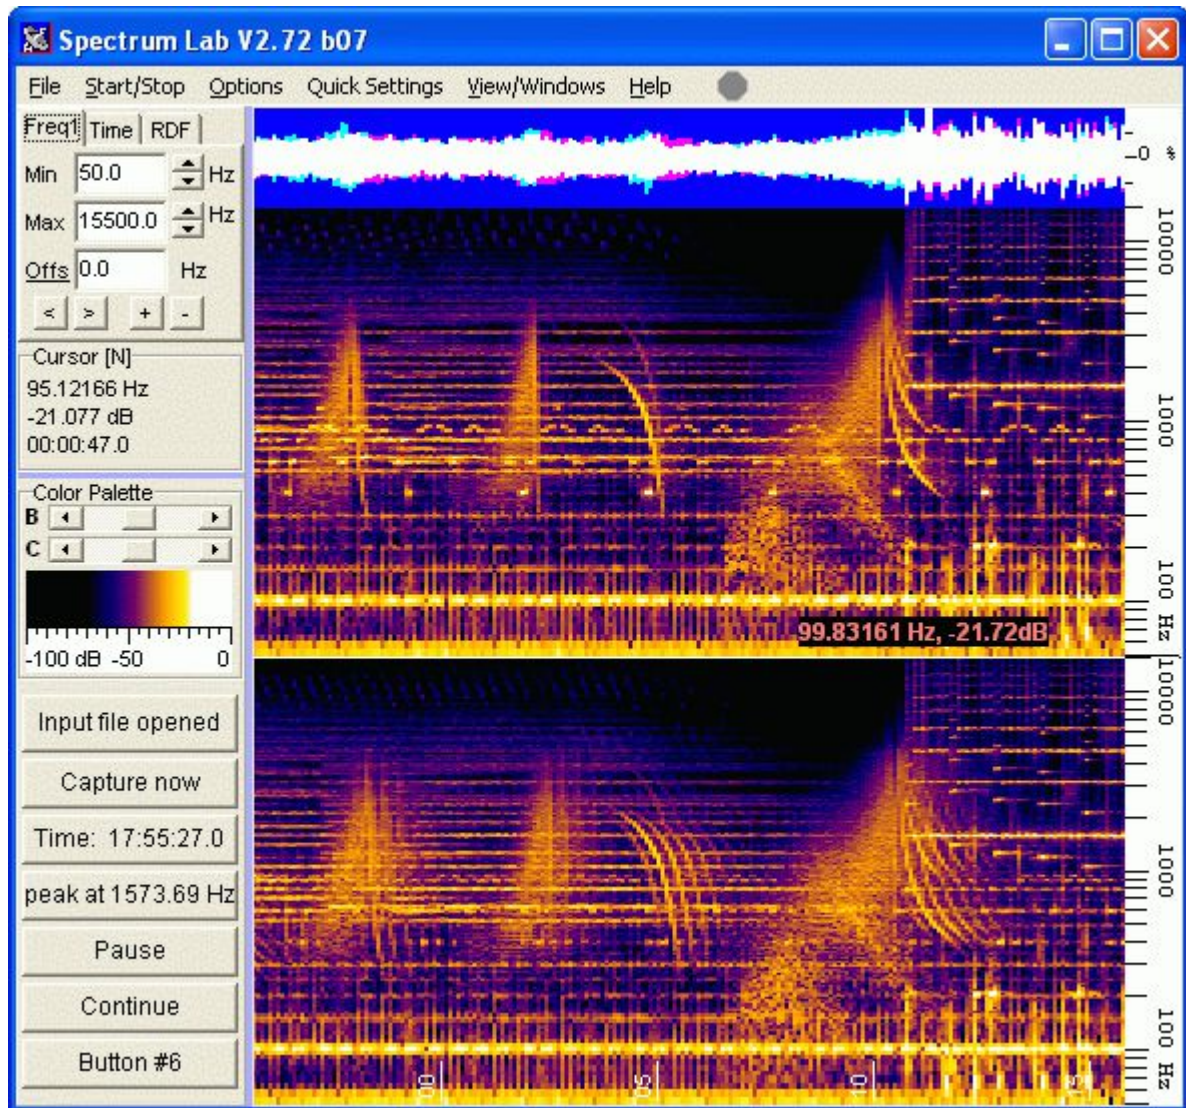 Spectrum Lab V2.72 b07
File Start/Stop Options Quick Settings View/Windows Help
Freq1 Time RDF
Min 50.0 Hz
Max 15500.0 Hz
Offs 0.0 Hz
< > + -
Cursor [N]
95.12166 Hz
-21.077 dB
00:00:47.0
Color Palette
B
C
-100 dB -50 0
Input file opened
Capture now
Time: 17:55:27.0
peak at 1573.69 Hz
Pause
Continue
Button #6
0 %
10000
1000
100 Hz
99.83161 Hz, -21.72dB
10000
1000
100 Hz
00 05 10 15